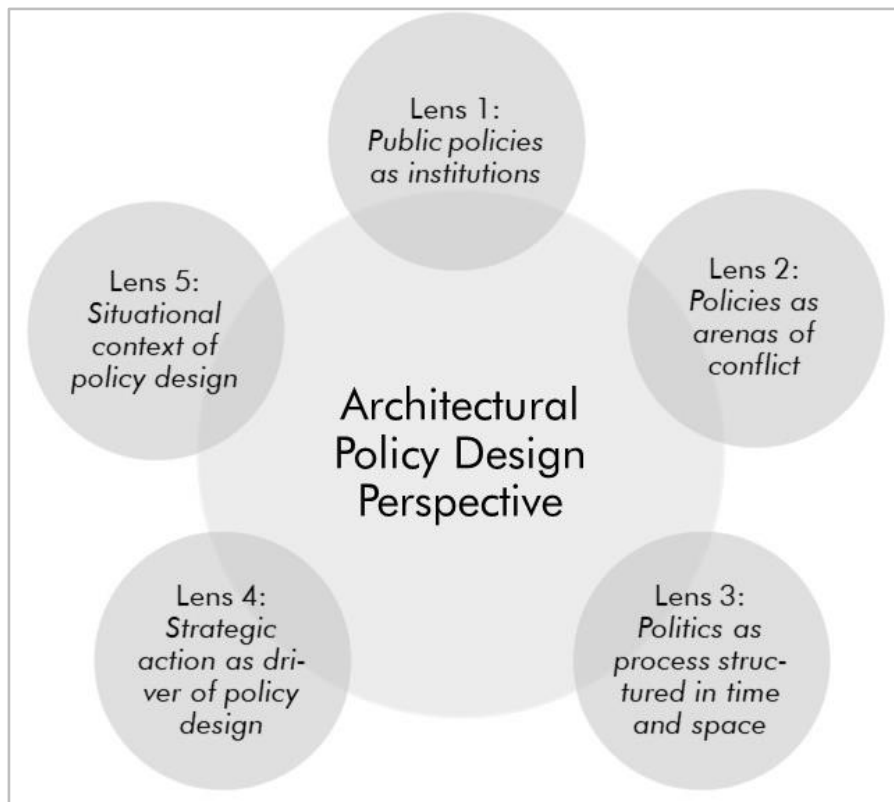 Lens 1:
Public policies
as institutions
Lens 2:
Policies as
arenas of
conflict
Lens 3:
Politics as
process struc-
tured in time
and space
Lens 4:
Strategic
action as dri-
ver of policy
design
Lens 5:
Situational
context of
policy design
Architectural
Policy Design
Perspective